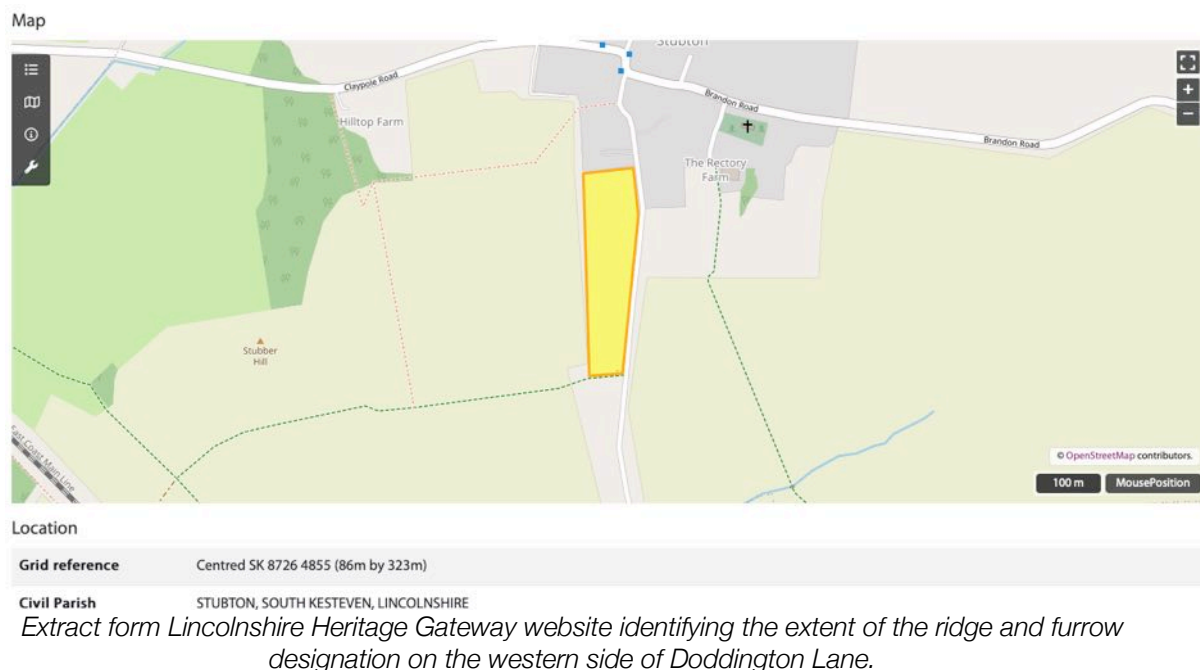 Map
Stubton
Claypole Road
Hilltop Farm
Brandon Road
Brandon Road
The Rectory
Farm
Stubber
Hill
East Coast Main Line
+
−
© OpenStreetMap contributors.
100 m MousePosition
Location
Grid reference Centred SK 8726 4855 (86m by 323m)
Civil Parish STUBTON, SOUTH KESTEVEN, LINCOLNSHIRE
Extract form Lincolnshire Heritage Gateway website identifying the extent of the ridge and furrow
designation on the western side of Doddington Lane.